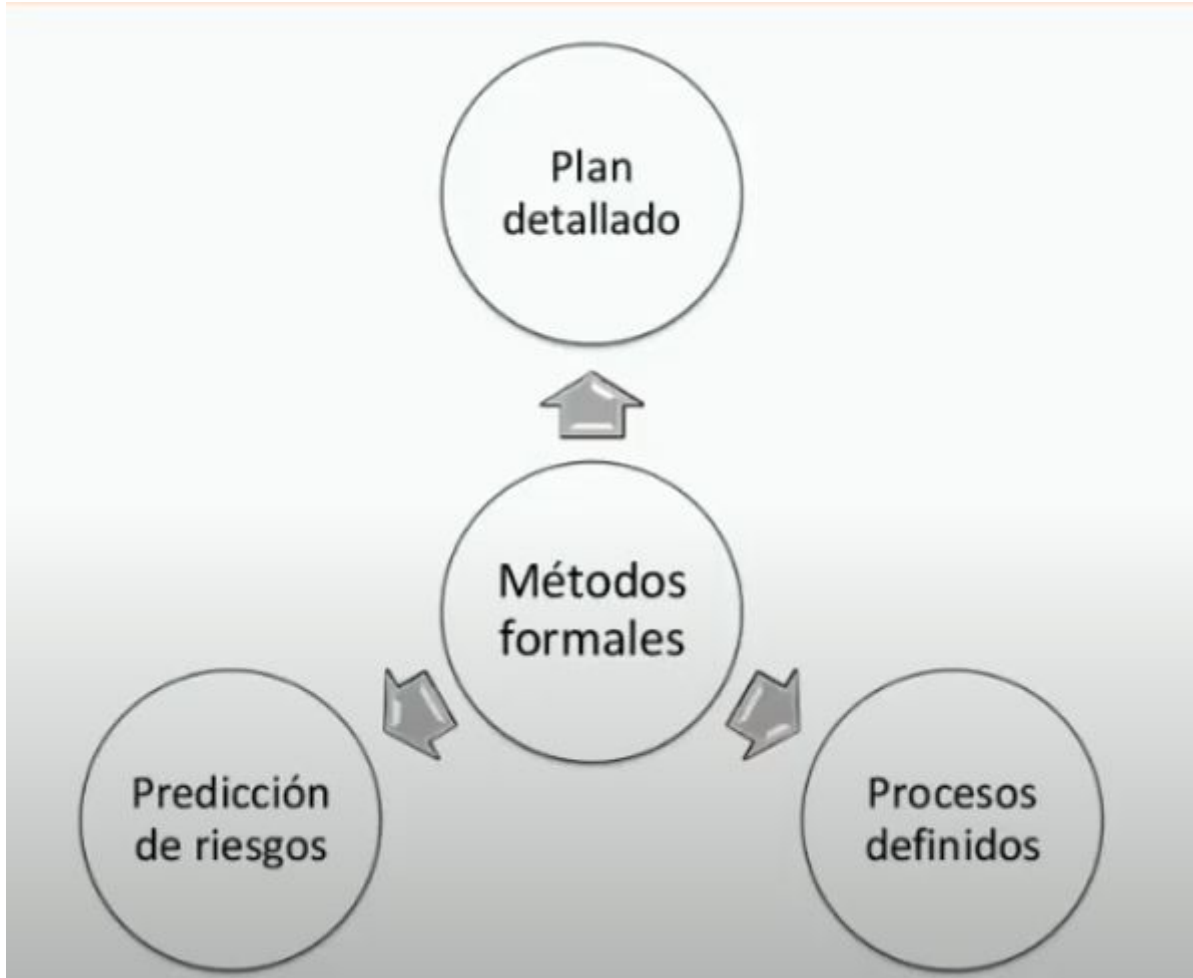 Plan
detallado
Métodos
formales
Predicción
de riesgos
Procesos
definidos